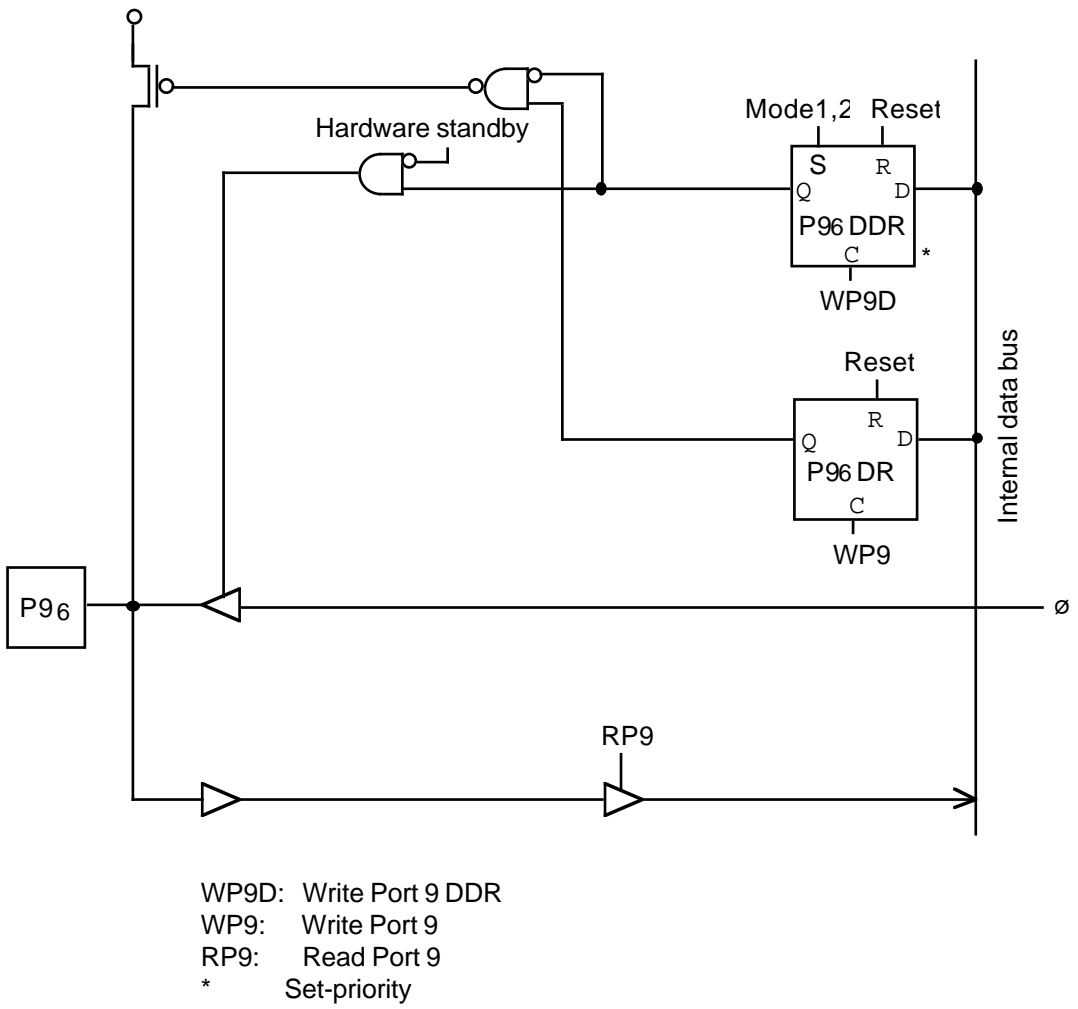 Hardware standby
Mode1,2 Reset
S R
Q D
P96 DDR
C *
WP9D
Reset
R
Q D
P96 DR
C
WP9
Internal data bus
P96
ø
RP9
WP9D: Write Port 9 DDR
WP9: Write Port 9
RP9: Read Port 9
* Set-priority